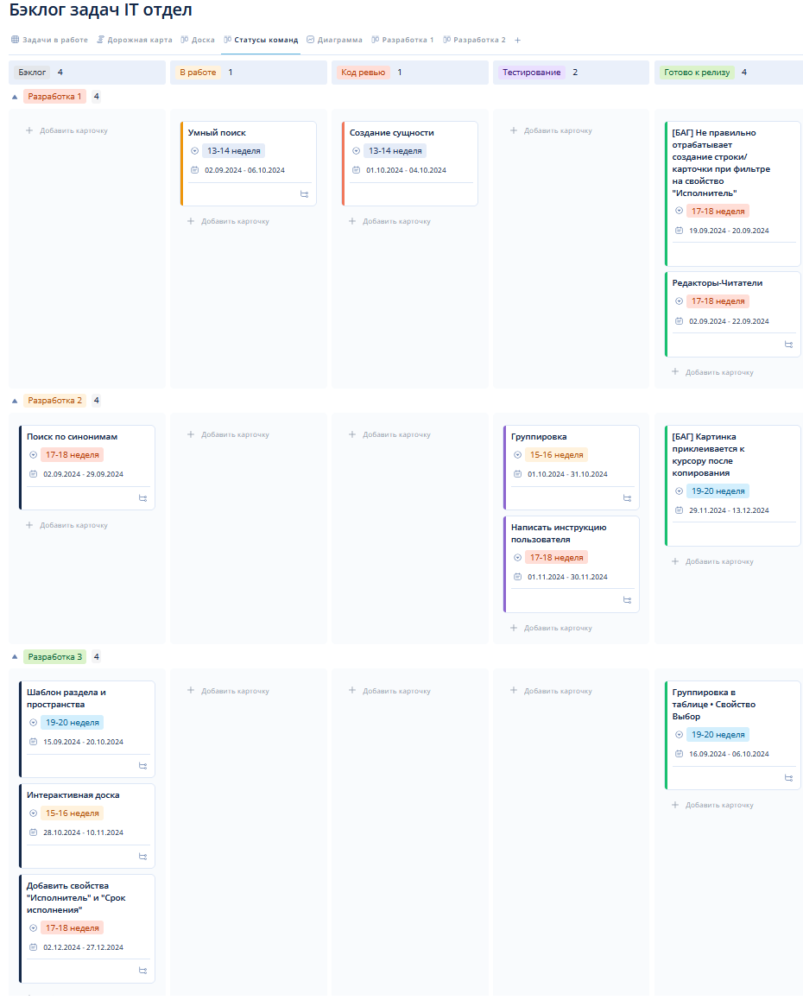 Бэклог задач IT отдел
Задачи в работе Дорожная карта Доска Статусы команд Диаграмма Разработка 1 Разработка 2 +
Бэклог 4 В работе 1 Код ревью 1 Тестирование 2 Готово к релизу 4
Разработка 1 4
+ Добавить карточку
Умный поиск
13-14 неделя
02.09.2024 - 06.10.2024
+ Добавить карточку
Создание сущности
13-14 неделя
01.10.2024 - 04.10.2024
+ Добавить карточку
+ Добавить карточку
[БАГ] Не правильно
отрабатывает
создание строки/
карточки при фильтре
на свойство
"Исполнитель"
17-18 неделя
19.09.2024 - 20.09.2024
Редакторы-Читатели
17-18 неделя
02.09.2024 - 22.09.2024
+ Добавить карточку
Разработка 2 4
Поиск по синонимам
17-18 неделя
02.09.2024 - 29.09.2024
+ Добавить карточку
+ Добавить карточку
+ Добавить карточку
Группировка
15-16 неделя
01.10.2024 - 31.10.2024
Написать инструкцию
пользователя
17-18 неделя
01.11.2024 - 30.11.2024
+ Добавить карточку
[БАГ] Картинка
приклеивается к
курсору после
копирования
19-20 неделя
29.11.2024 - 13.12.2024
+ Добавить карточку
Разработка 3 4
Шаблон раздела и
пространства
19-20 неделя
15.09.2024 - 20.10.2024
Интерактивная доска
15-16 неделя
28.10.2024 - 10.11.2024
Добавить свойства
"Исполнитель" и "Срок
исполнения"
17-18 неделя
02.12.2024 - 27.12.2024
+ Добавить карточку
+ Добавить карточку
+ Добавить карточку
Группировка в
таблице • Свойство
Выбор
19-20 неделя
16.09.2024 - 06.10.2024
+ Добавить карточку